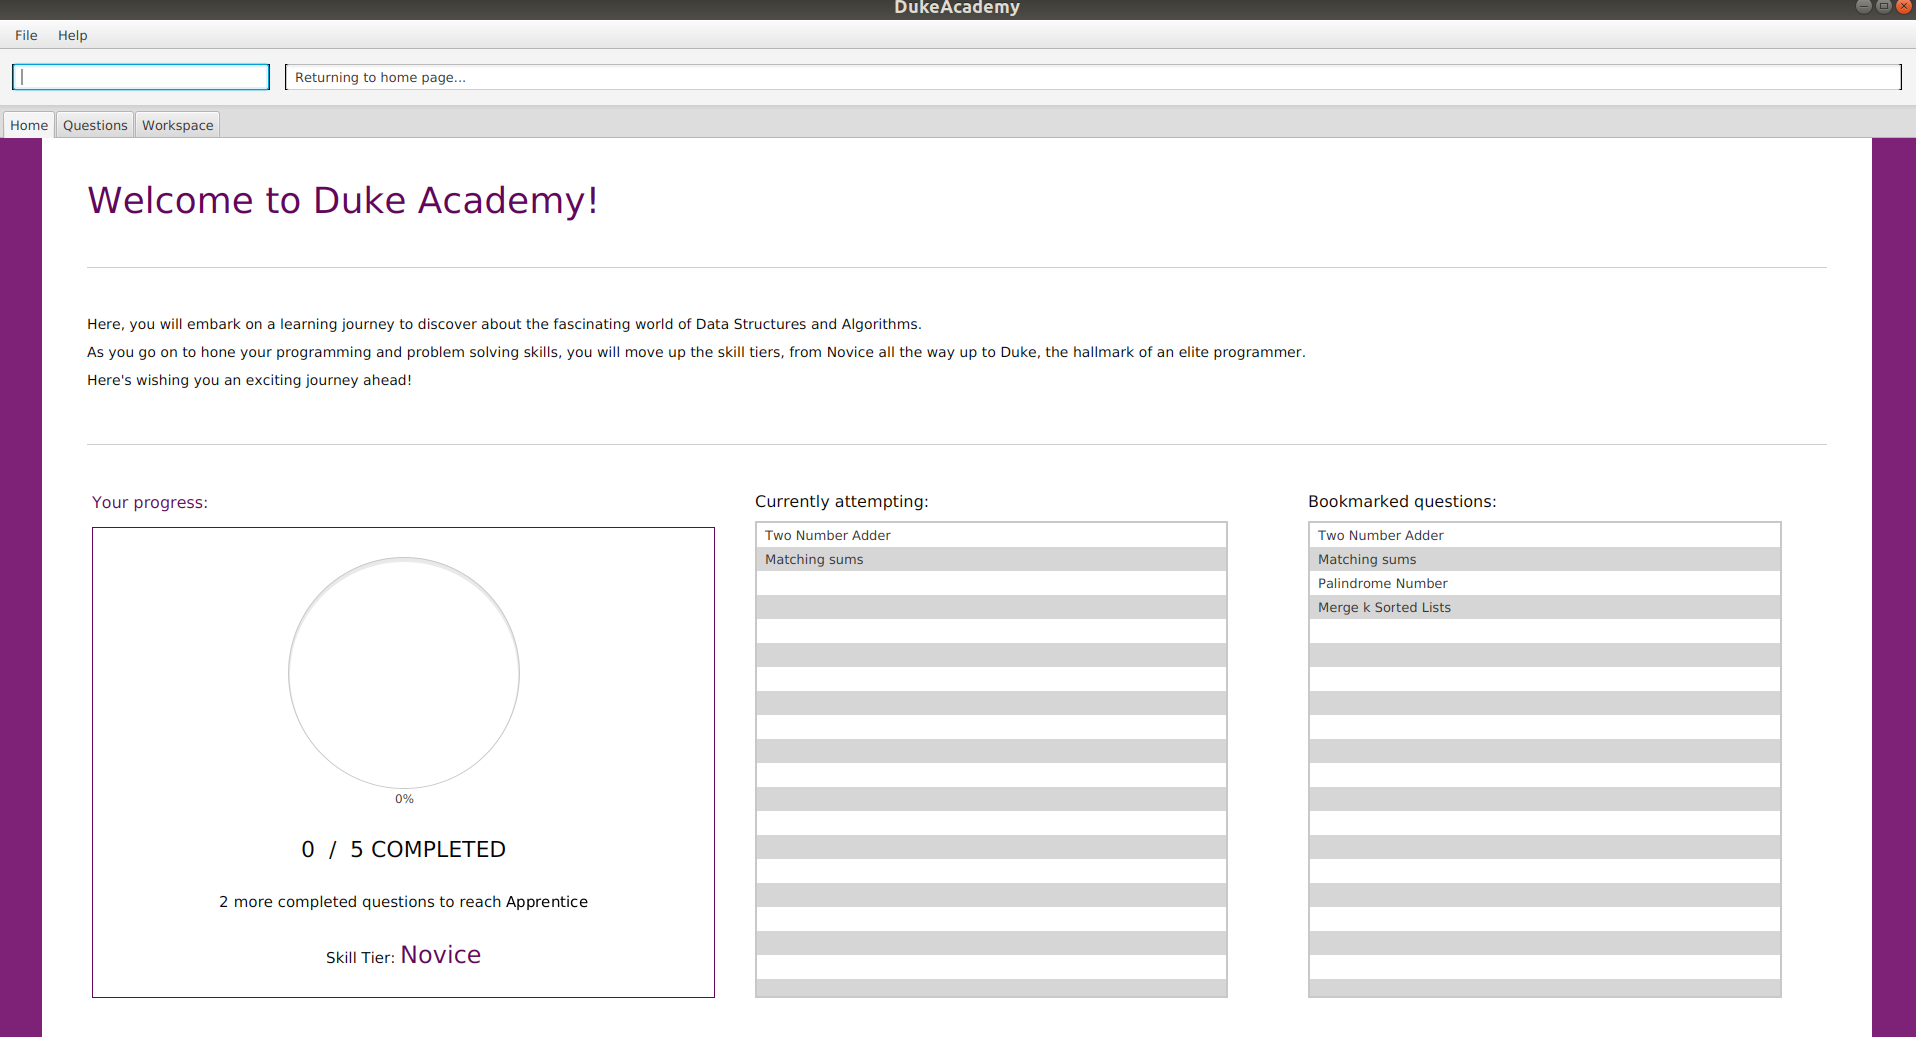 DukeAcademy
File Help
Returning to home page...
Home Questions Workspace
Welcome to Duke Academy!
Here, you will embark on a learning journey to discover about the fascinating world of Data Structures and Algorithms.
As you go on to hone your programming and problem solving skills, you will move up the skill tiers, from Novice all the way up to Duke, the hallmark of an elite programmer.
Here's wishing you an exciting journey ahead!
Your progress:
0%
0 / 5 COMPLETED
2 more completed questions to reach Apprentice
Skill Tier: Novice
Currently attempting:
Two Number Adder
Matching sums
Bookmarked questions:
Two Number Adder
Matching sums
Palindrome Number
Merge k Sorted Lists